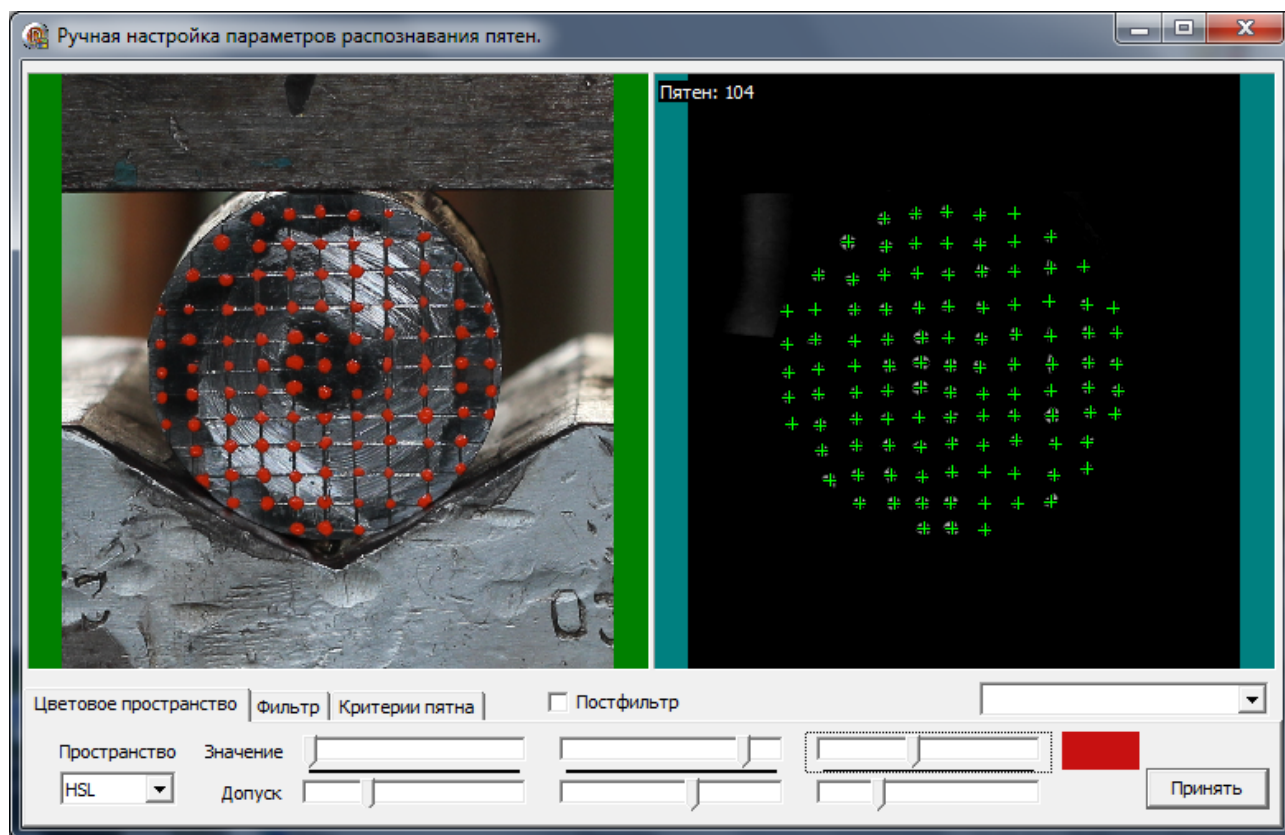 Ручная настройка параметров распознавания пятен.
Пятен: 104
Цветовое пространство Фильтр Критерии пятна Постфильтр
Пространство Значение
HSL Допуск Принять